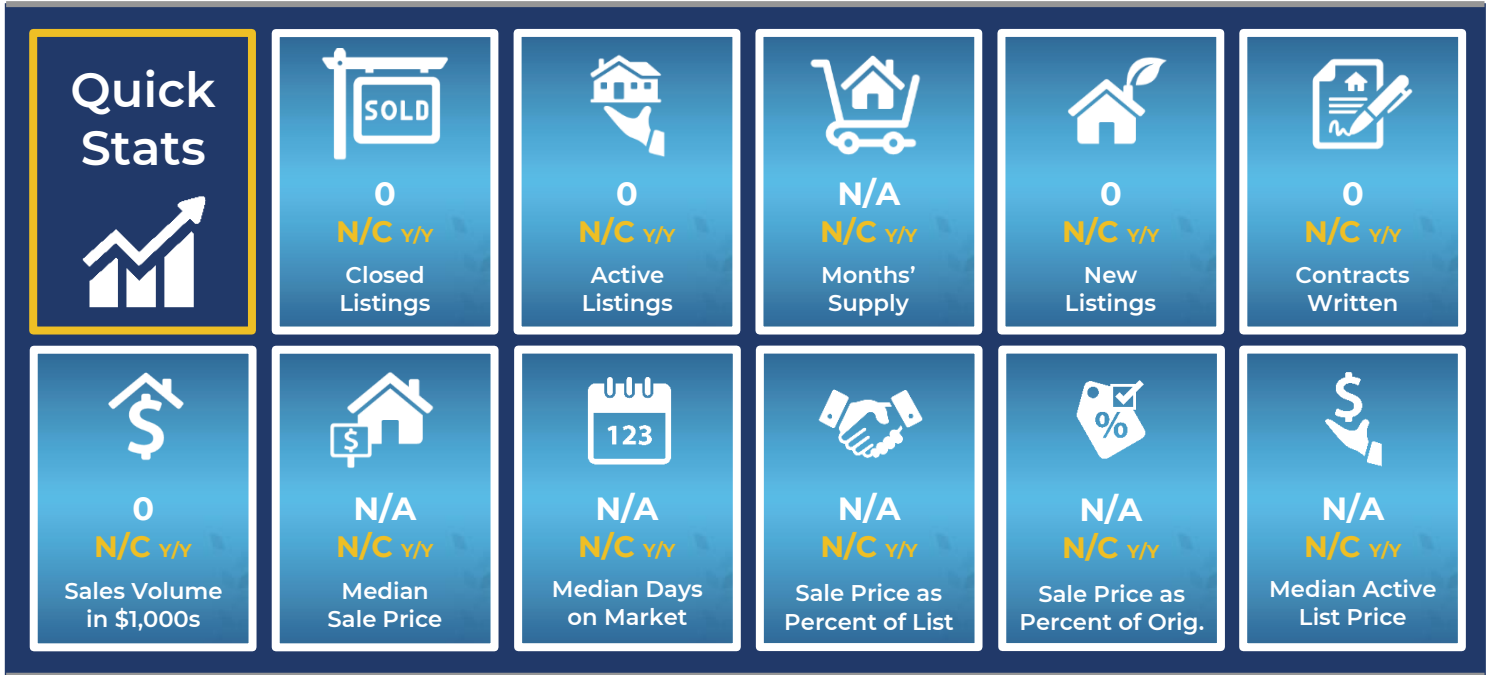 Quick
Stats
SOLD
0
N/C Y/Y
Closed
Listings
0
N/C Y/Y
Active
Listings
N/A
N/C Y/Y
Months’
Supply
0
N/C Y/Y
New
Listings
0
N/C Y/Y
Contracts
Written
$
0
N/C Y/Y
Sales Volume
in $1,000s
$
N/A
N/C Y/Y
Median
Sale Price
123
N/A
N/C Y/Y
Median Days
on Market
N/A
N/C Y/Y
Sale Price as
Percent of List
%
N/A
N/C Y/Y
Sale Price as
Percent of Orig.
$
N/A
N/C Y/Y
Median Active
List Price